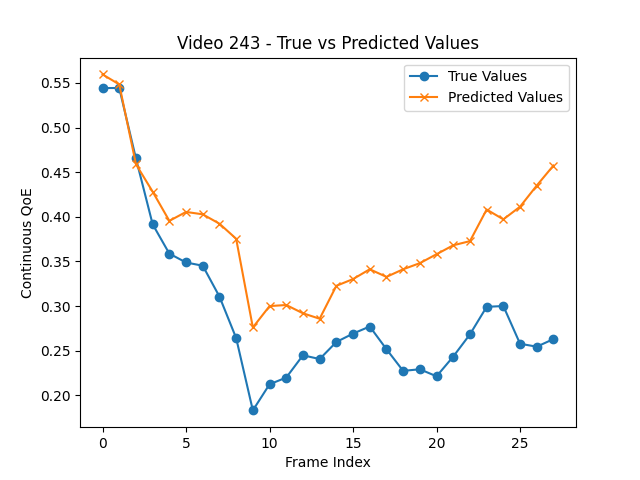 Video 243 - True vs Predicted Values
True Values
Predicted Values
Continuous QoE
0.55
0.50
0.45
0.40
0.35
0.30
0.25
0.20
0 5 10 15 20 25
Frame Index